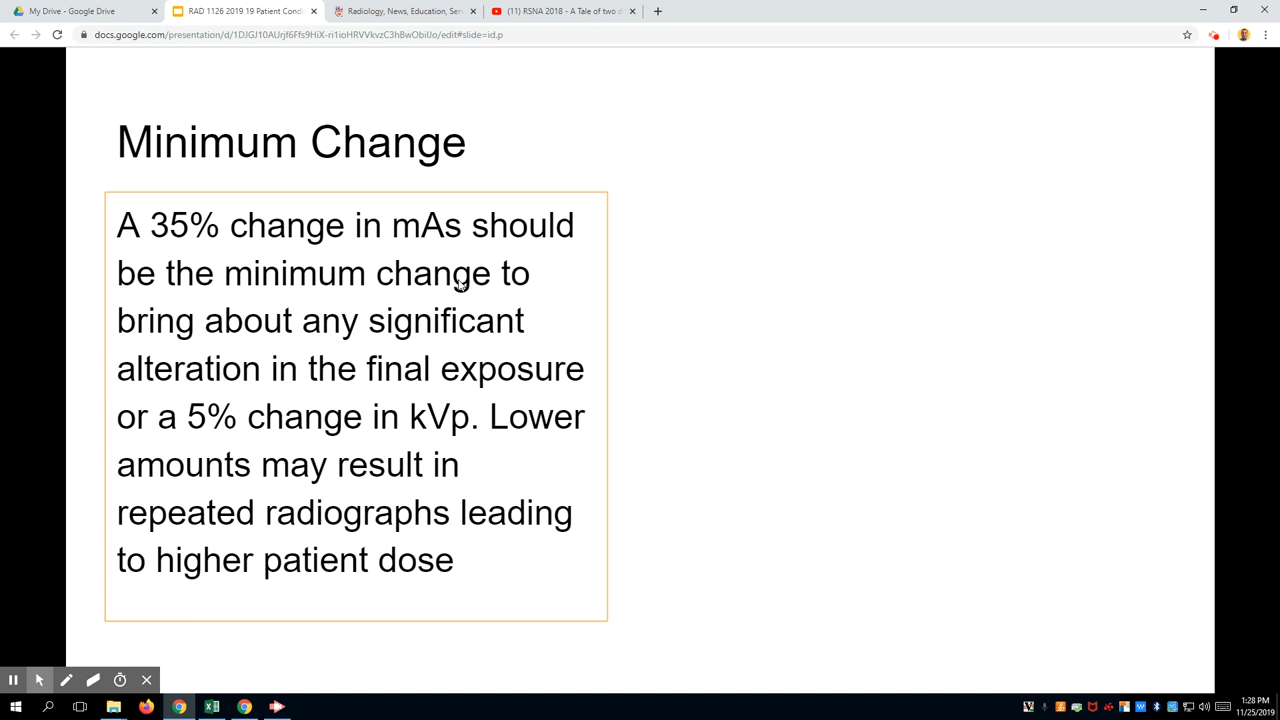 My Drive - Google Drive
RAD 1126 2019 19 Patient Cond
Radiology, News, Education, Ser
(11) RSNA 2018 - A Tale of two d
docs.google.com/presentation/d/1DJGJ10AUrjf6Ffs9HiX-ri1ioHRVVkvzC3hBwObiIJo/edit#slide=id.p
Minimum Change
A 35% change in mAs should
be the minimum change to
bring about any significant
alteration in the final exposure
or a 5% change in kVp. Lower
amounts may result in
repeated radiographs leading
to higher patient dose
1:28 PM
11/25/2019